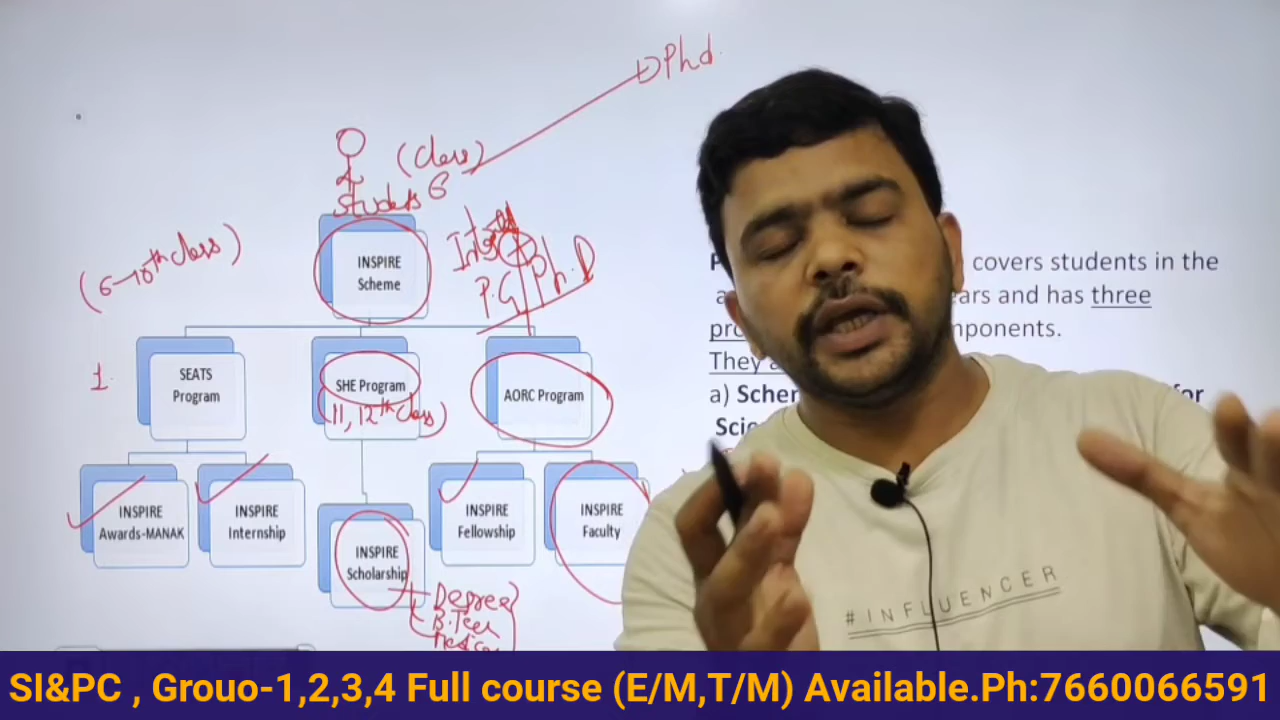 Phd.
(Class)
Students 6
(6-10th class)
P.G Ph.D
INSPIRE
Scheme
covers students in the
ears and has three
mponents.
They a
a) Scher
for
Scie
1.
SEATS
Program
SHE Program
(11, 12th class)
AORC Program
INSPIRE
Awards-MANAK
INSPIRE
Internship
INSPIRE
Scholarship
INSPIRE
Fellowship
INSPIRE
Faculty
Degree
#INFLUENCER
SI&PC , Grouo-1,2,3,4 Full course (E/M,T/M) Available.Ph:7660066591